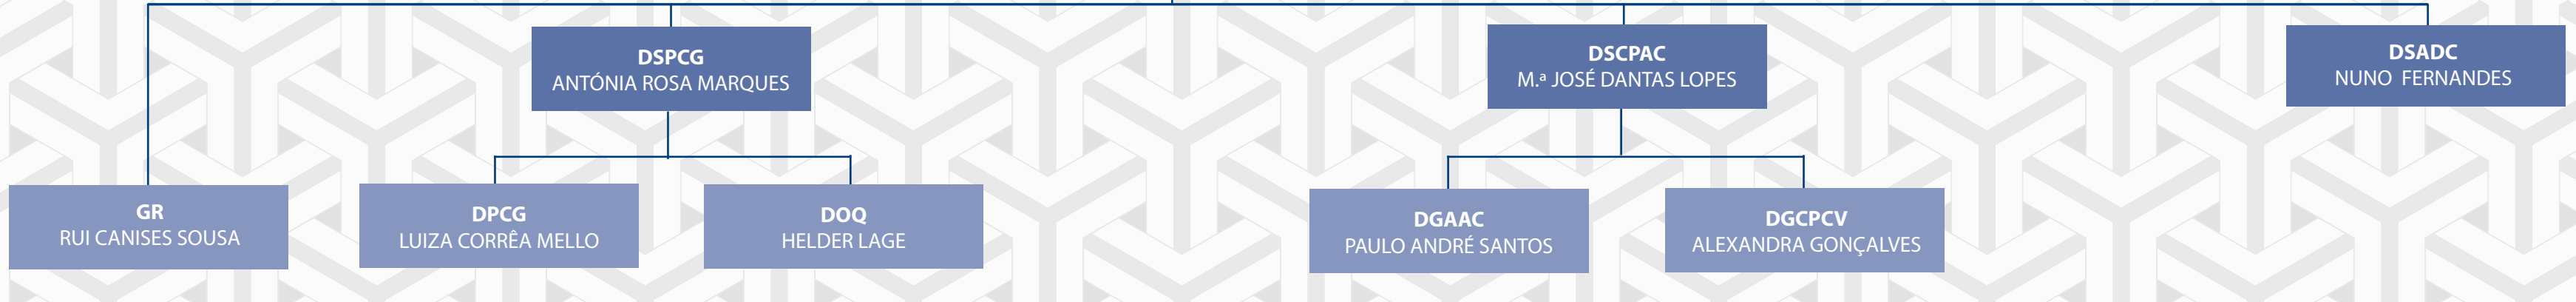 DSPCG
ANTÓNIA ROSA MARQUES
DSCPAC
M.ª JOSÉ DANTAS LOPES
DSADC
NUNO FERNANDES
GR
RUI CANISES SOUSA
DPCG
LUIZA CORRÊA MELLO
DOQ
HELDER LAGE
DGAAC
PAULO ANDRÉ SANTOS
DGCPCV
ALEXANDRA GONÇALVES